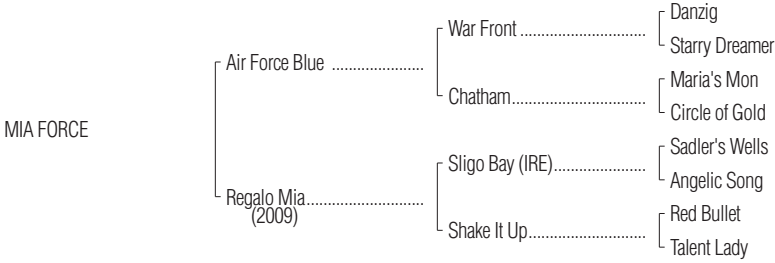 Danzig
War Front ..............................
Starry Dreamer
Air Force Blue ......................
Maria's Mon
Chatham..................................
Circle of Gold
MIA FORCE
Sadler's Wells
Sligo Bay (IRE).......................
Angelic Song
Regalo Mia.............................
(2009)
Red Bullet
Shake It Up.............................
Talent Lady